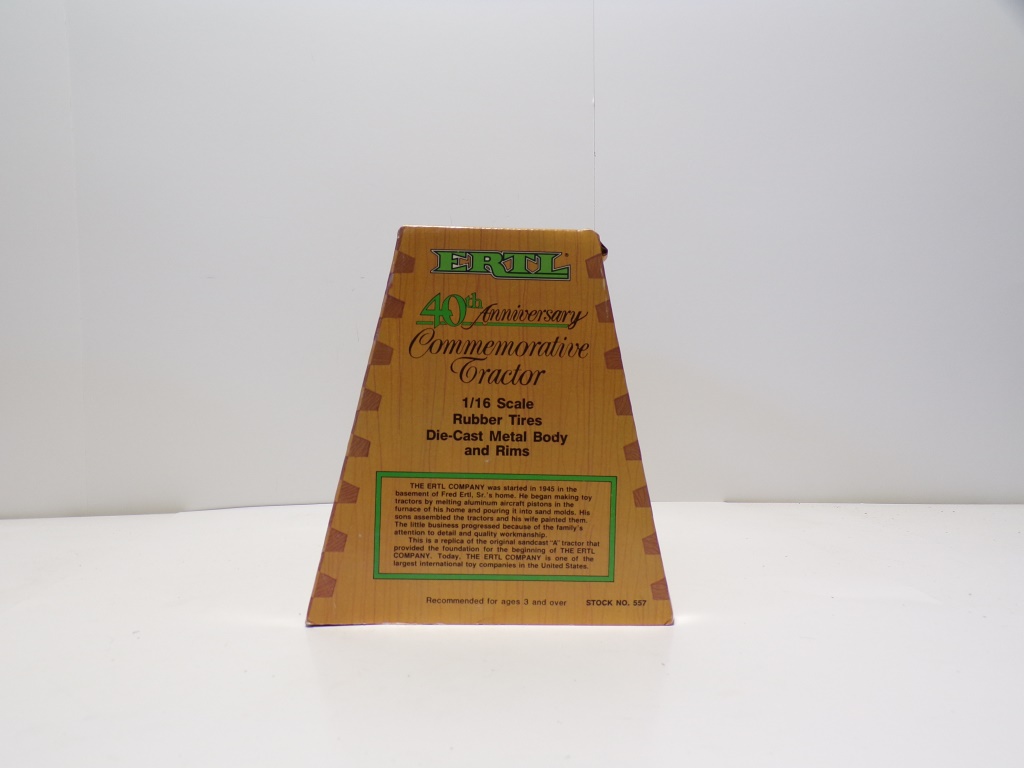 ERTL®
40th Anniversary
Commemorative
Tractor
1/16 Scale
Rubber Tires
Die-Cast Metal Body
and Rims
THE ERTL COMPANY was started in 1945 in the
basement of Fred Ertl, Sr.'s home. He began making toy
tractors by melting aluminum aircraft pistons in the
furnace of his home and pouring it into sand molds. His
sons assembled the tractors and his wife painted them.
The little business progressed because of the family's
attention to detail and quality workmanship.
This is a replica of the original sandcast "A" tractor that
provided the foundation for the beginning of THE ERTL
COMPANY. Today, THE ERTL COMPANY is one of the
largest international toy companies in the United States.
Recommended for ages 3 and over STOCK NO. 557